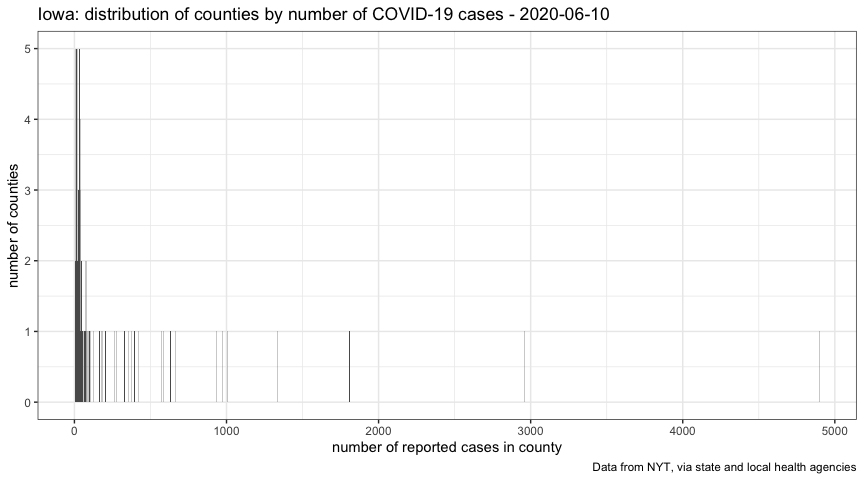 Iowa: distribution of counties by number of COVID-19 cases - 2020-06-10
5
4
3
2
1
0
number of counties
0 1000 2000 3000 4000 5000
number of reported cases in county
Data from NYT, via state and local health agencies